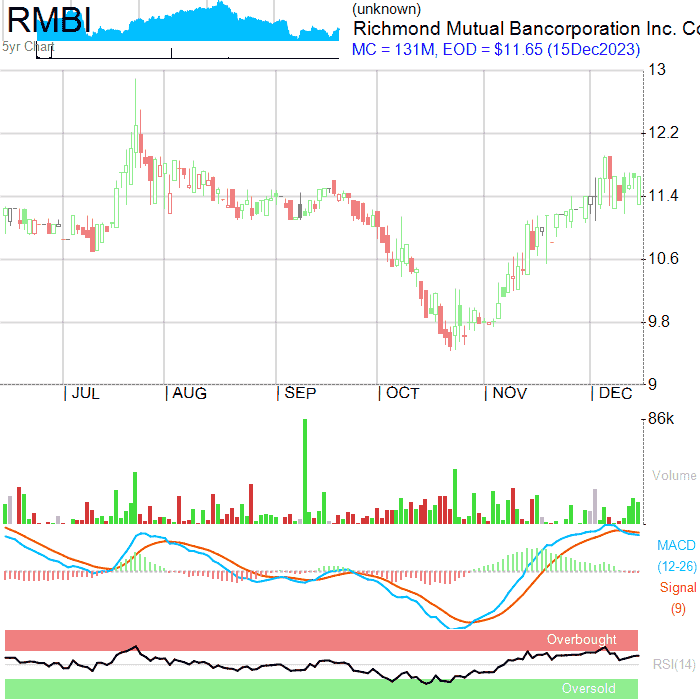 RMBI
(unknown)
Richmond Mutual Bancorporation Inc. Co
5yr Chart
MC = 131M, EOD = $11.65 (15Dec2023)
13
12.2
11.4
10.6
9.8
9
JUL AUG SEP OCT NOV DEC
86k
Volume
MACD
(12-26)
Signal
(9)
Overbought
RSI(14)
Oversold